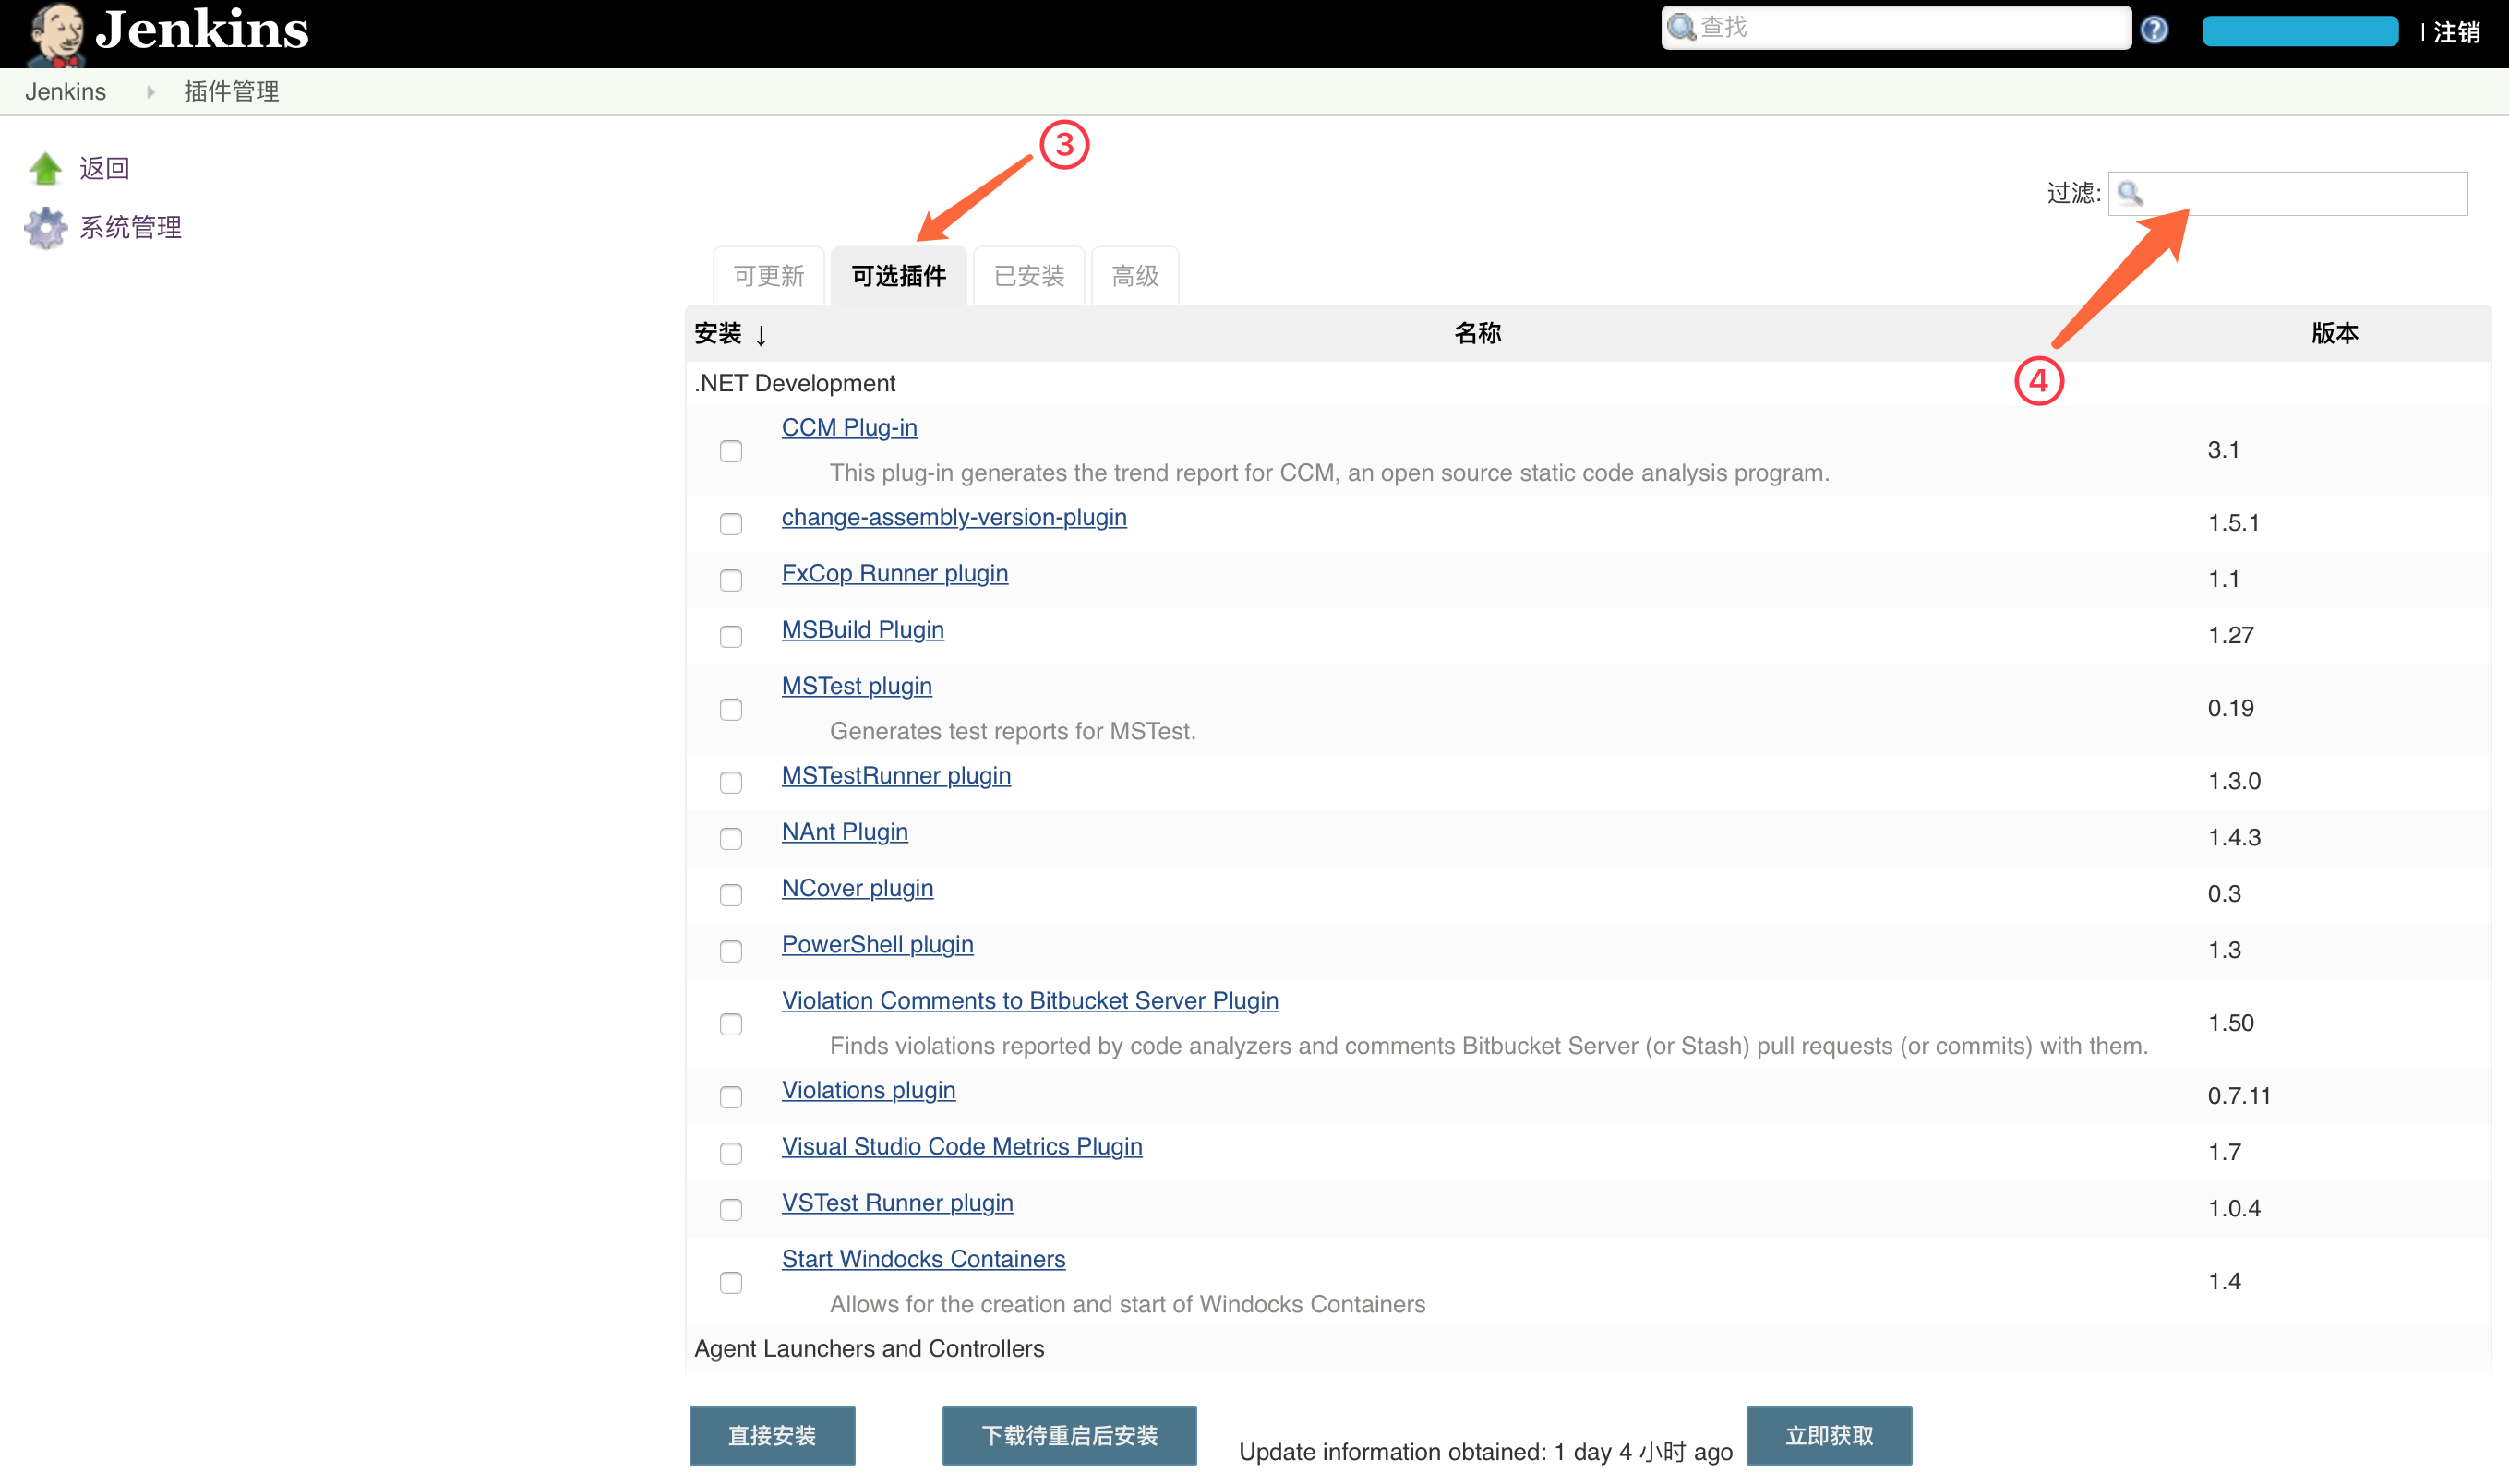 Jenkins
查找
注销
Jenkins
插件管理
返回
系统管理
③
过滤:
可更新
可选插件
已安装
高级
④
安装 ↓ 名称 版本
.NET Development
CCM Plug-in
This plug-in generates the trend report for CCM, an open source static code analysis program.
3.1
change-assembly-version-plugin
1.5.1
FxCop Runner plugin
1.1
MSBuild Plugin
1.27
MSTest plugin
Generates test reports for MSTest.
0.19
MSTestRunner plugin
1.3.0
NAnt Plugin
1.4.3
NCover plugin
0.3
PowerShell plugin
1.3
Violation Comments to Bitbucket Server Plugin
Finds violations reported by code analyzers and comments Bitbucket Server (or Stash) pull requests (or commits) with them.
1.50
Violations plugin
0.7.11
Visual Studio Code Metrics Plugin
1.7
VSTest Runner plugin
1.0.4
Start Windocks Containers
Allows for the creation and start of Windocks Containers
1.4
Agent Launchers and Controllers
直接安装
下载待重启后安装
Update information obtained: 1 day 4 小时 ago
立即获取